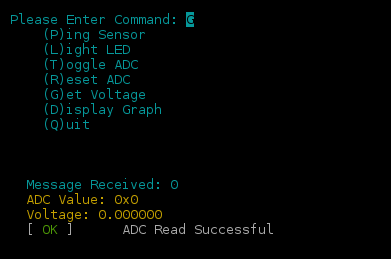 Please Enter Command: G
(P)ing Sensor
(L)ight LED
(T)oggle ADC
(R)eset ADC
(G)et Voltage
(D)isplay Graph
(Q)uit
Message Received: 0
ADC Value: 0x0
Voltage: 0.000000
[ OK ] ADC Read Successful